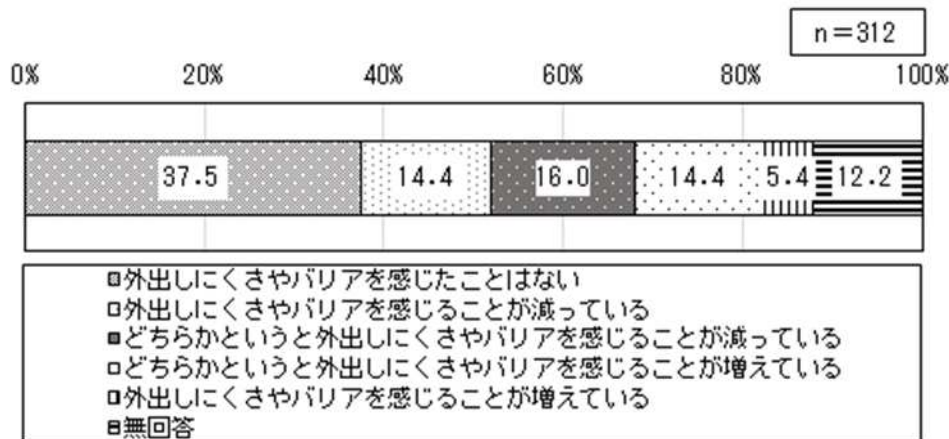 n＝312
0% 20% 40% 60% 80% 100%
37.5 14.4 16.0 14.4 5.4 12.2
外出しにくさやバリアを感じたことはない
外出しにくさやバリアを感じることが減っている
どちらかというと外出しにくさやバリアを感じることが減っている
どちらかというと外出しにくさやバリアを感じることが増えている
外出しにくさやバリアを感じることが増えている
無回答